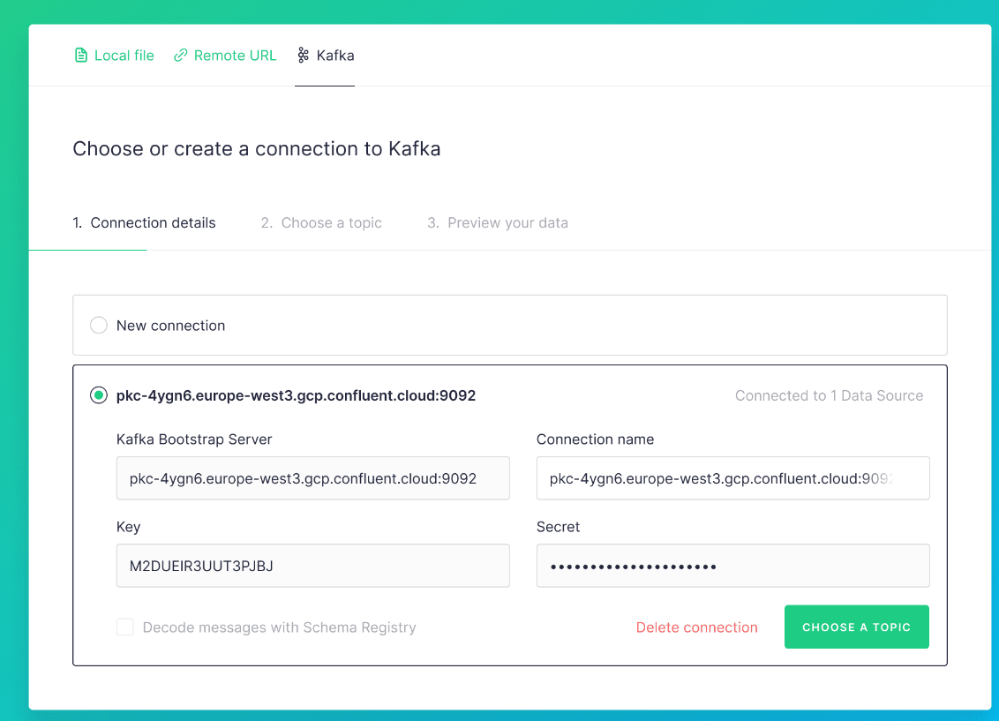 Local file Remote URL Kafka
Choose or create a connection to Kafka
1. Connection details 2. Choose a topic 3. Preview your data
New connection
pkc-4ygn6.europe-west3.gcp.confluent.cloud:9092 Connected to 1 Data Source
Kafka Bootstrap Server Connection name
pkc-4ygn6.europe-west3.gcp.confluent.cloud:9092 pkc-4ygn6.europe-west3.gcp.confluent.cloud:9092
Key Secret
M2DUEIR3UUT3PJBJ •••••••••••••••••••••
Decode messages with Schema Registry Delete connection CHOOSE A TOPIC